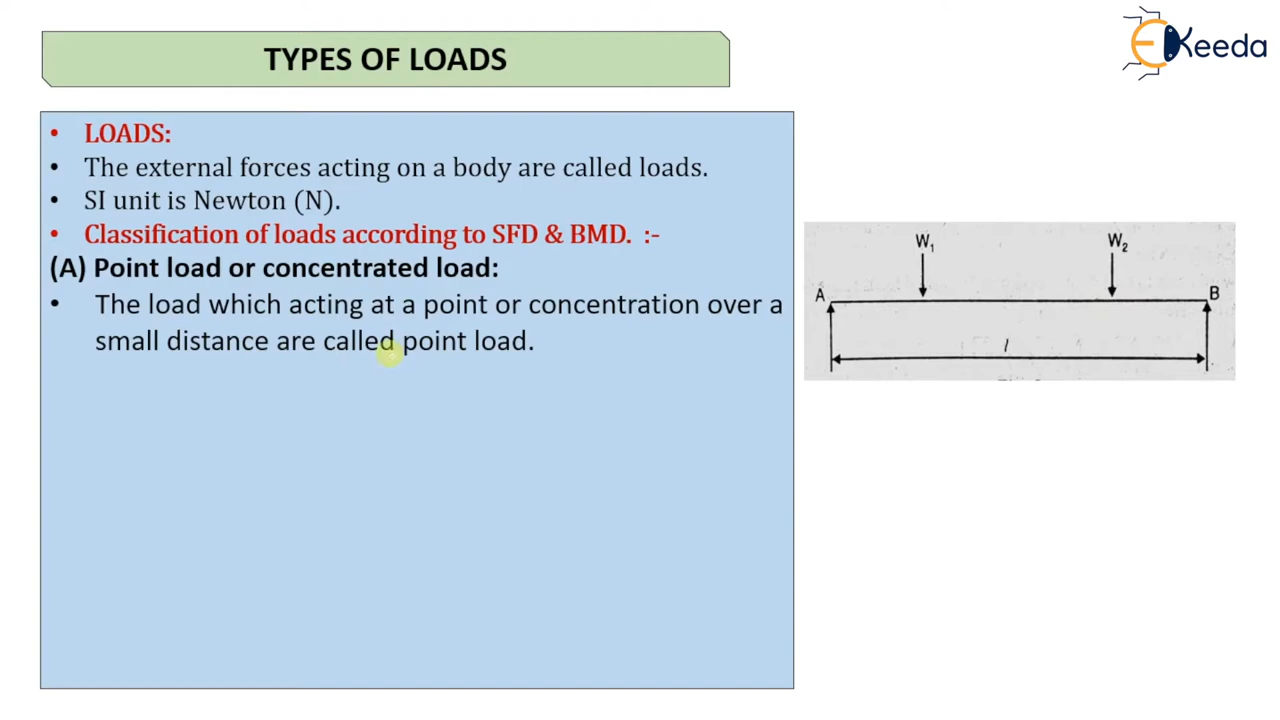 TYPES OF LOADS
EKeeda
• LOADS:
• The external forces acting on a body are called loads.
• SI unit is Newton (N).
• Classification of loads according to SFD & BMD. :-
(A) Point load or concentrated load:
• The load which acting at a point or concentration over a
small distance are called point load.
W1 W2
A B
l